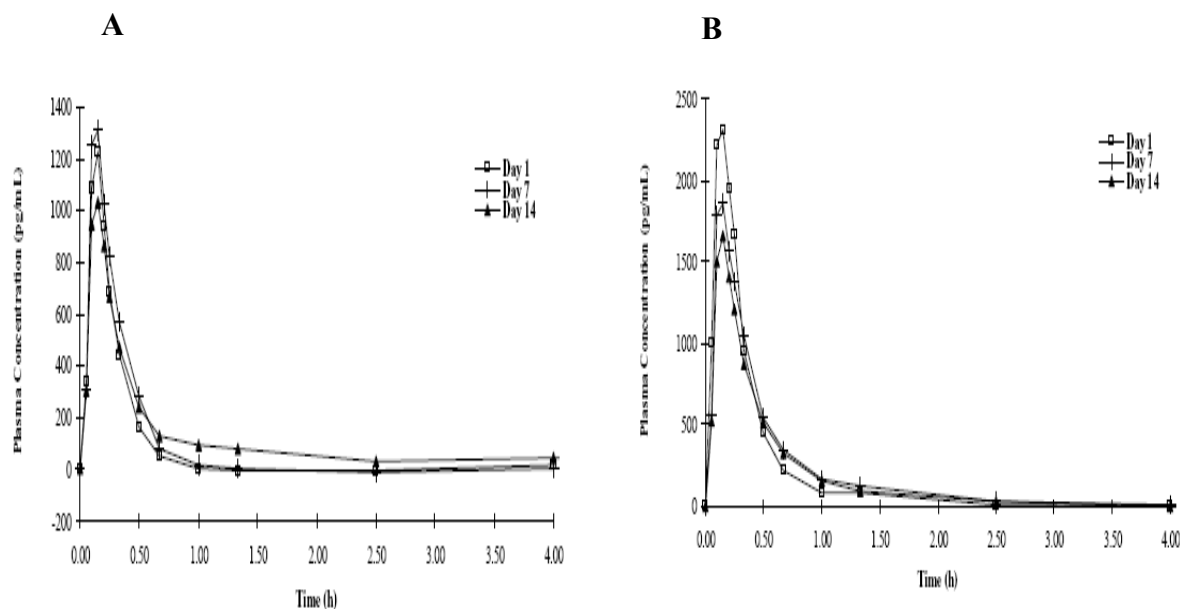 A
B
Plasma Concentration (pg/mL)
1400
1200
1000
800
600
400
200
0
-200
0.00
0.50
1.00
1.50
2.00
2.50
3.00
3.50
4.00
Time (h)
Day 1
Day 7
Day 14
Plasma Concentration (pg/mL)
2500
2000
1500
1000
500
0
0.00
0.50
1.00
1.50
2.00
2.50
3.00
3.50
4.00
Time (h)
Day 1
Day 7
Day 14